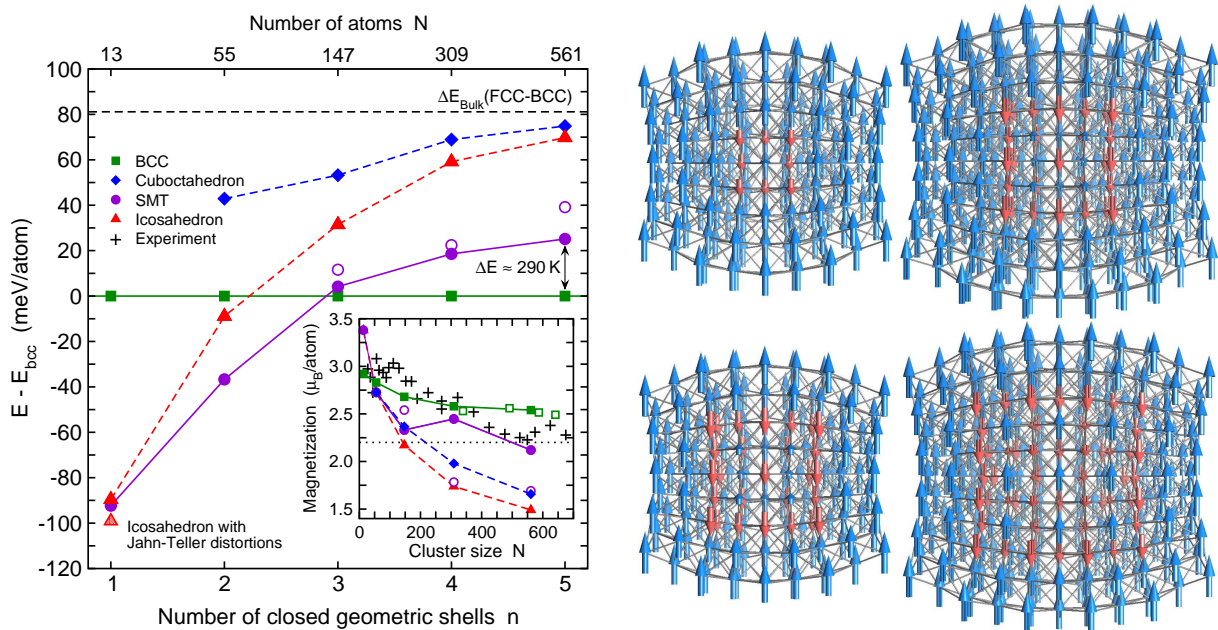 Number of atoms N
13 55 147 309 561
100
80
60
40
20
0
-20
-40
-60
-80
-100
-120
E - E_bcc (meV/atom)
ΔE_Bulk(FCC-BCC)
BCC
Cuboctahedron
SMT
Icosahedron
Experiment
ΔE ≈ 290 K
3.5
3.0
2.5
2.0
1.5
Magnetization (μ_B/atom)
0 200 400 600
Cluster size N
Icosahedron with
Jahn-Teller distortions
1 2 3 4 5
Number of closed geometric shells n